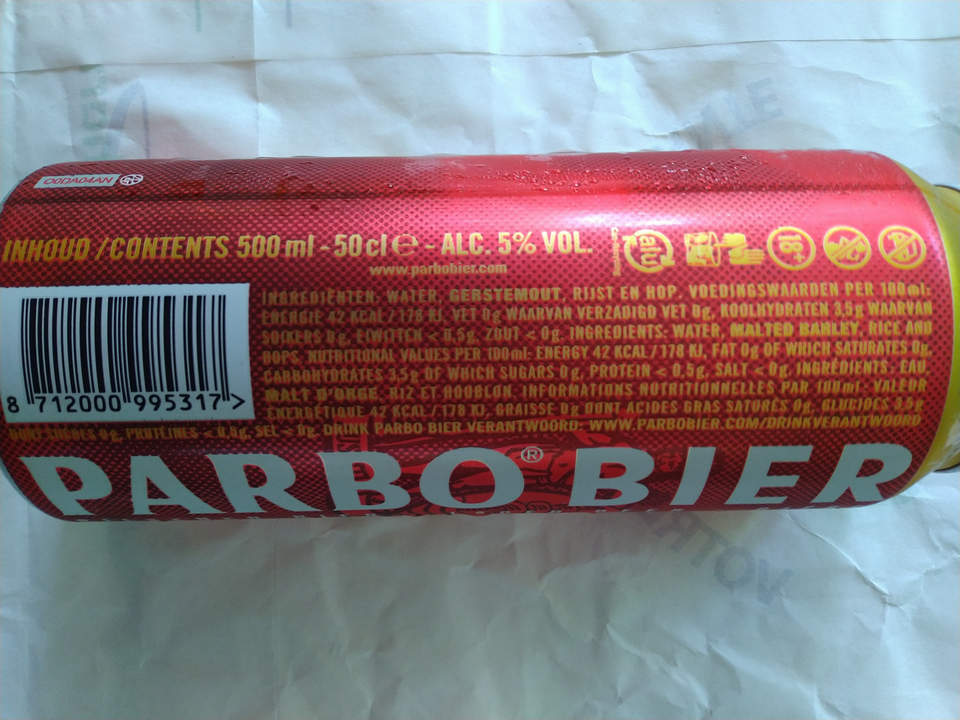 INHOUD / CONTENTS 500 ml - 50 cl e - ALC. 5% VOL.
www.parbobier.com
alu
18+
INGREDIËNTEN: WATER, GERSTEMOUT, RIJST EN HOP. VOEDINGSWAARDEN PER 100ml:
ENERGIE 42 KCAL / 178 KJ, VET 0g WAARVAN VERZADIGD VET 0g, KOOLHYDRATEN 3,5g WAARVAN
SUIKERS 0g, EIWITTEN < 0,5g, ZOUT < 0g. INGREDIENTS: WATER, MALTED BARLEY, RICE AND
HOPS. NUTRITIONAL VALUES PER 100ml: ENERGY 42 KCAL / 178 KJ, FAT 0g OF WHICH SATURATES 0g,
CARBOHYDRATES 3,5g OF WHICH SUGARS 0g, PROTEIN < 0,5g, SALT < 0g. INGRÉDIENTS: EAU,
MALT D'ORGE, RIZ ET HOUBLON. INFORMATIONS NUTRITIONNELLES PAR 100ml: VALEUR
ÉNERGÉTIQUE 42 KCAL / 178 KJ, GRAISSE 0g DONT ACIDES GRAS SATURÉS 0g, GLUCIDES 3,5g
DONT SUCRES 0g, PROTÉINES < 0,5g, SEL < 0g. DRINK PARBO BIER VERANTWOORD: WWW.PARBOBIER.COM/DRINKVERANTWOORD
8 712000 995317 >
PARBO® BIER